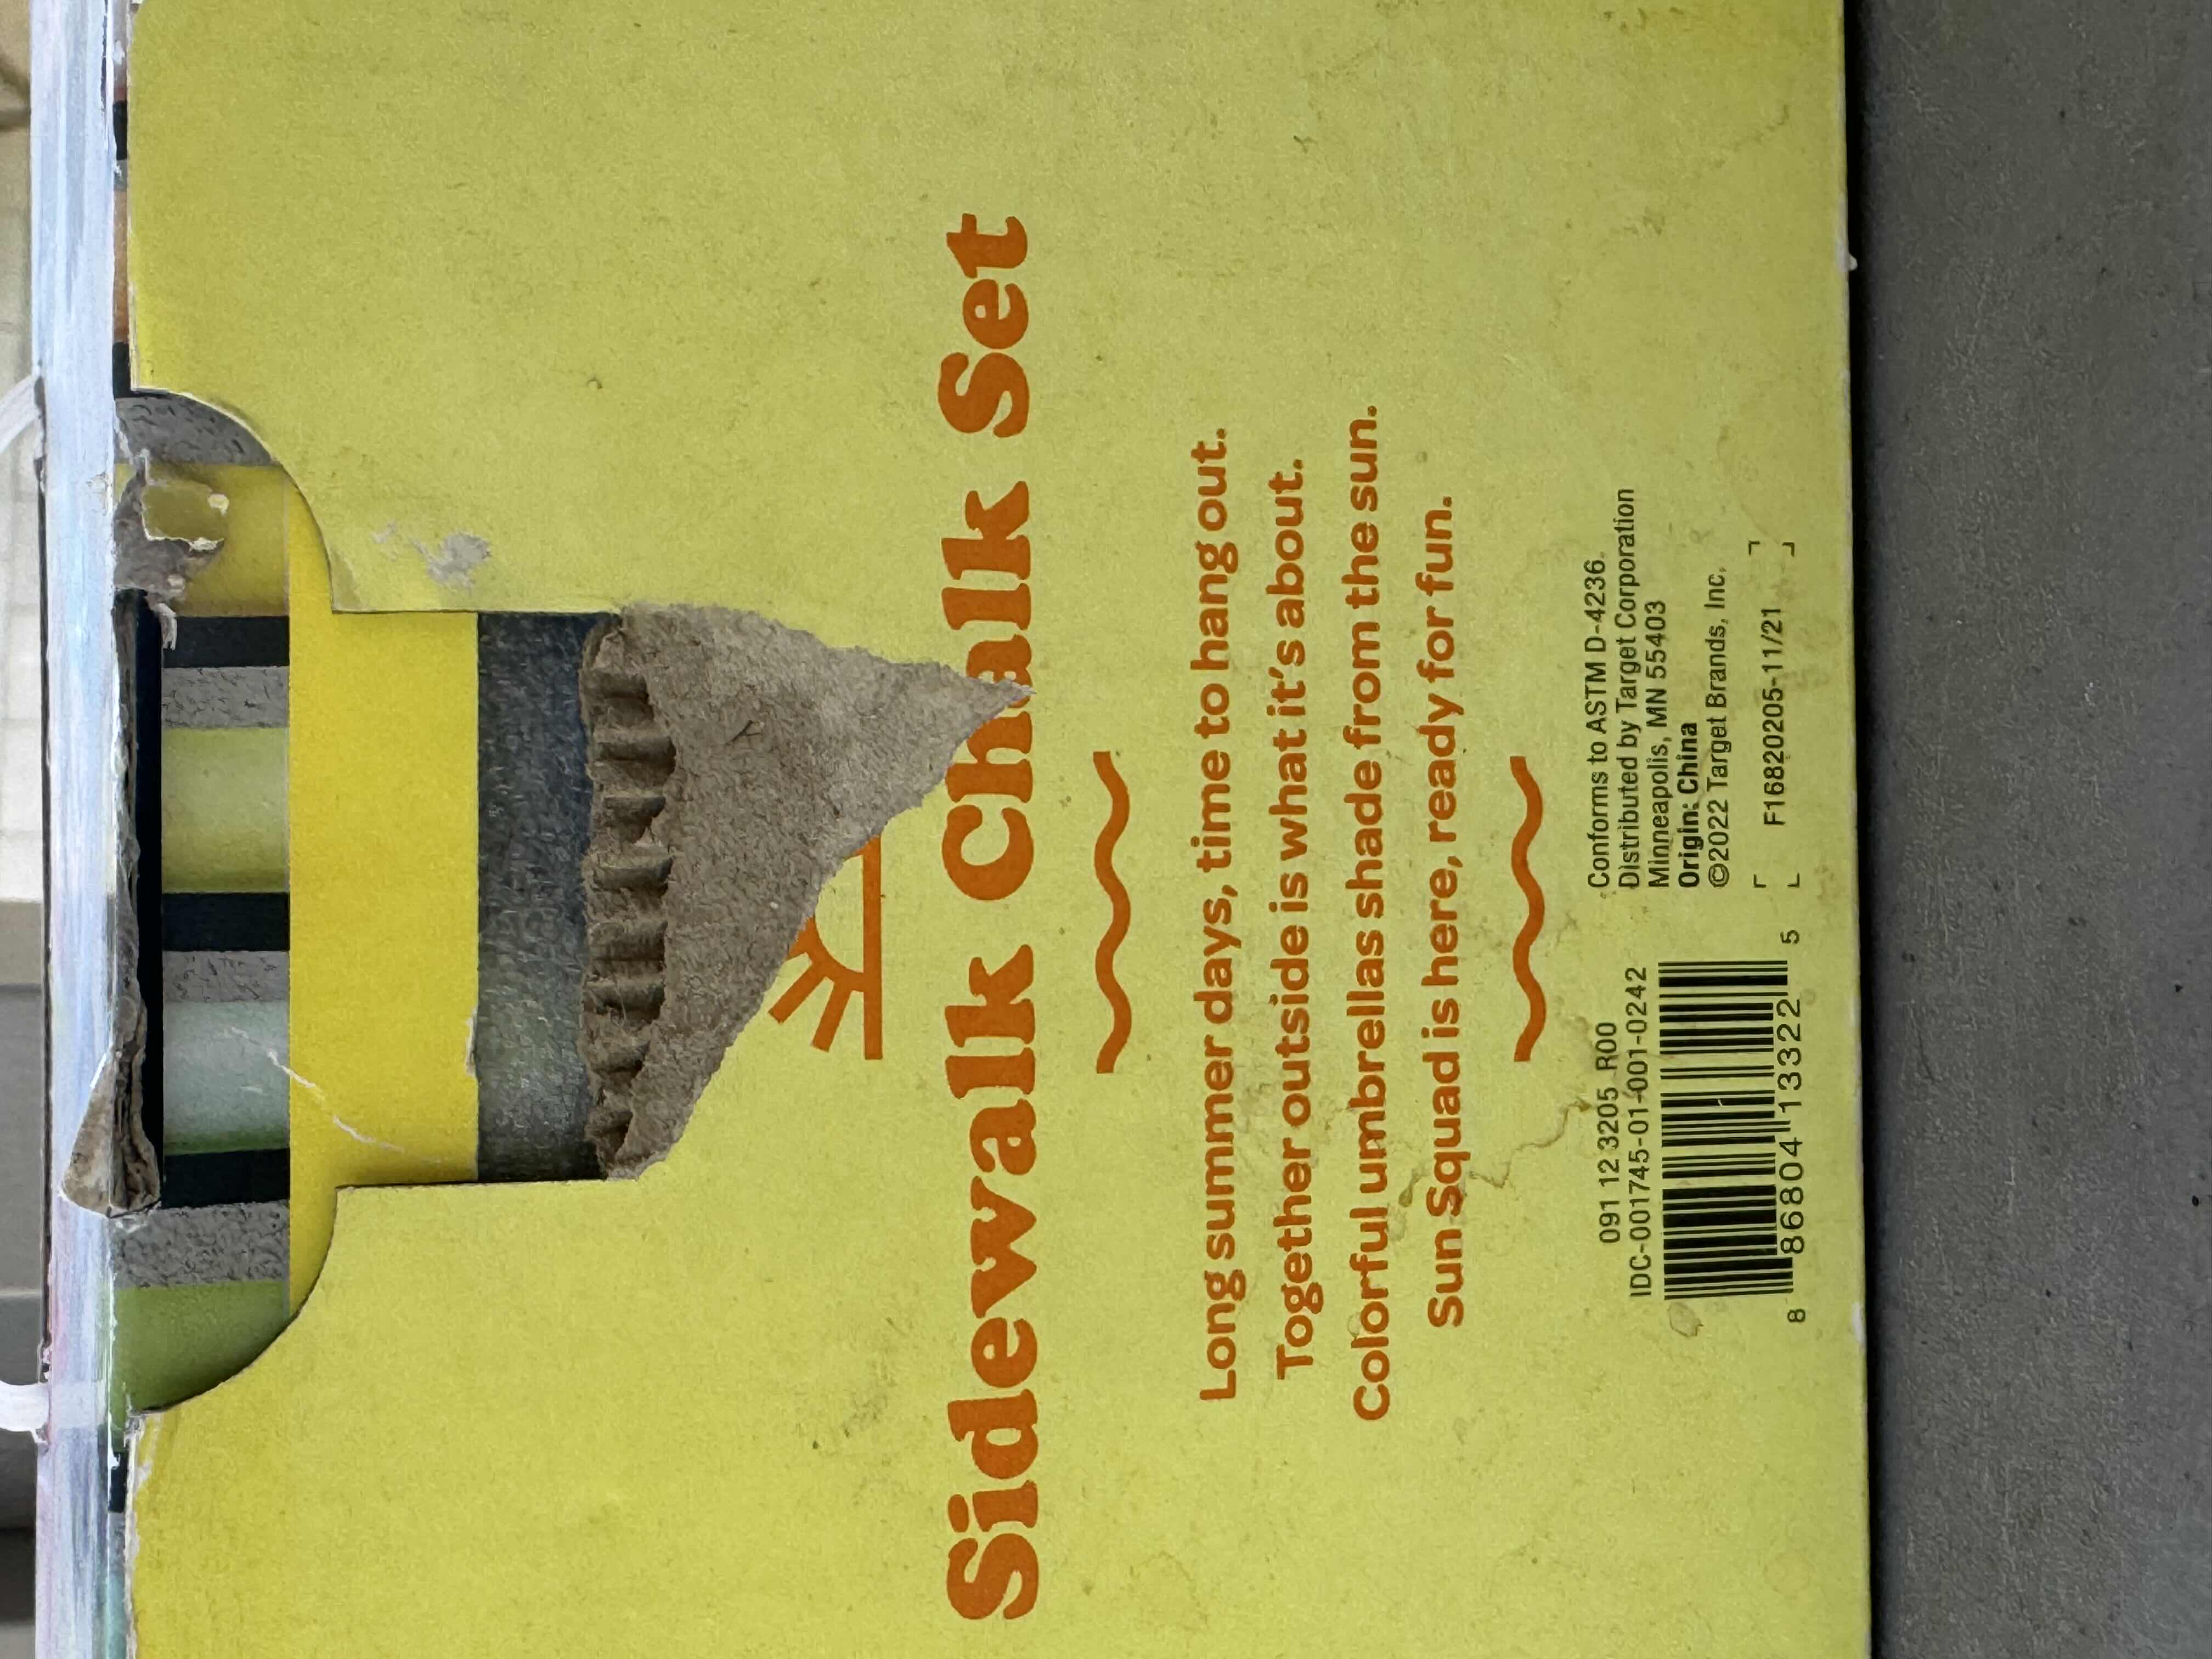 Sidewalk Chalk Set
Long summer days, time to hang out.
Together outside is what it's about.
Colorful umbrellas shade from the sun.
Sun Squad is here, ready for fun.
091 12 3205 R00
IDC-001745-01-001-0242
8 86804 13322 5
Conforms to ASTM D-4236.
Distributed by Target Corporation
Minneapolis, MN 55403
Origin: China
©2022 Target Brands, Inc.
F16820205-11/21